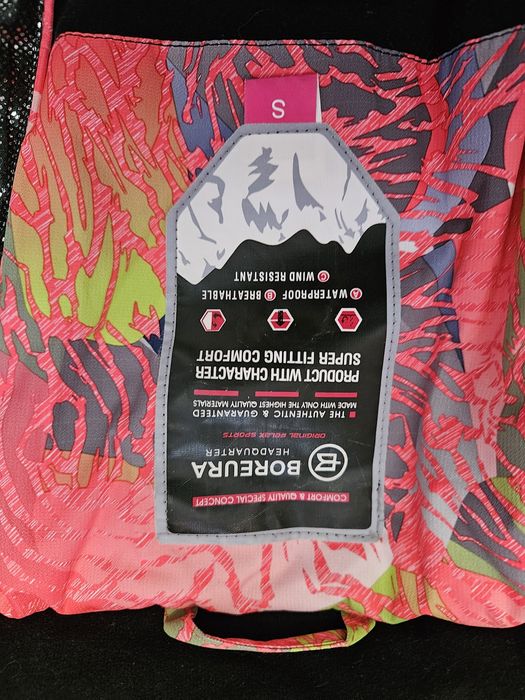 COMFORT & QUALITY SPECIAL CONCEPT
B BOREURA
HEADQUARTER
ORIGINAL RELAX SPORTS
THE AUTHENTIC & GUARANTEED
MADE WITH ONLY THE HIGHEST QUALITY MATERIALS
PRODUCT WITH CHARACTER
SUPER FITTING COMFORT
A WATERPROOF B BREATHABLE
C WIND RESISTANT
S